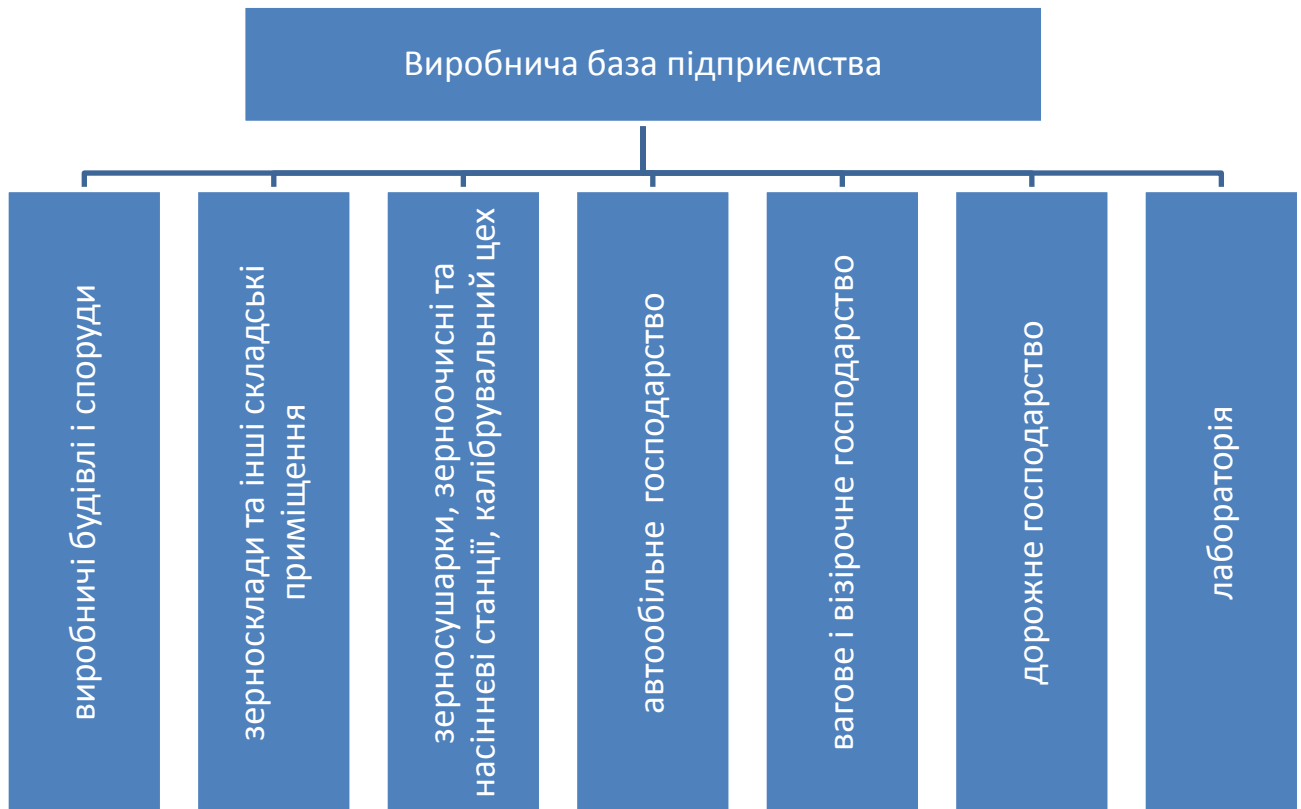 Виробнича база підприємства
виробничі будівлі і споруди
зерносклади та інші складські
приміщення
зерносушарки, зерноочисні та
насіннєві станції, калібрувальний цех
автообільне господарство
вагове і візірочне господарство
дорожнє господарство
лабораторія